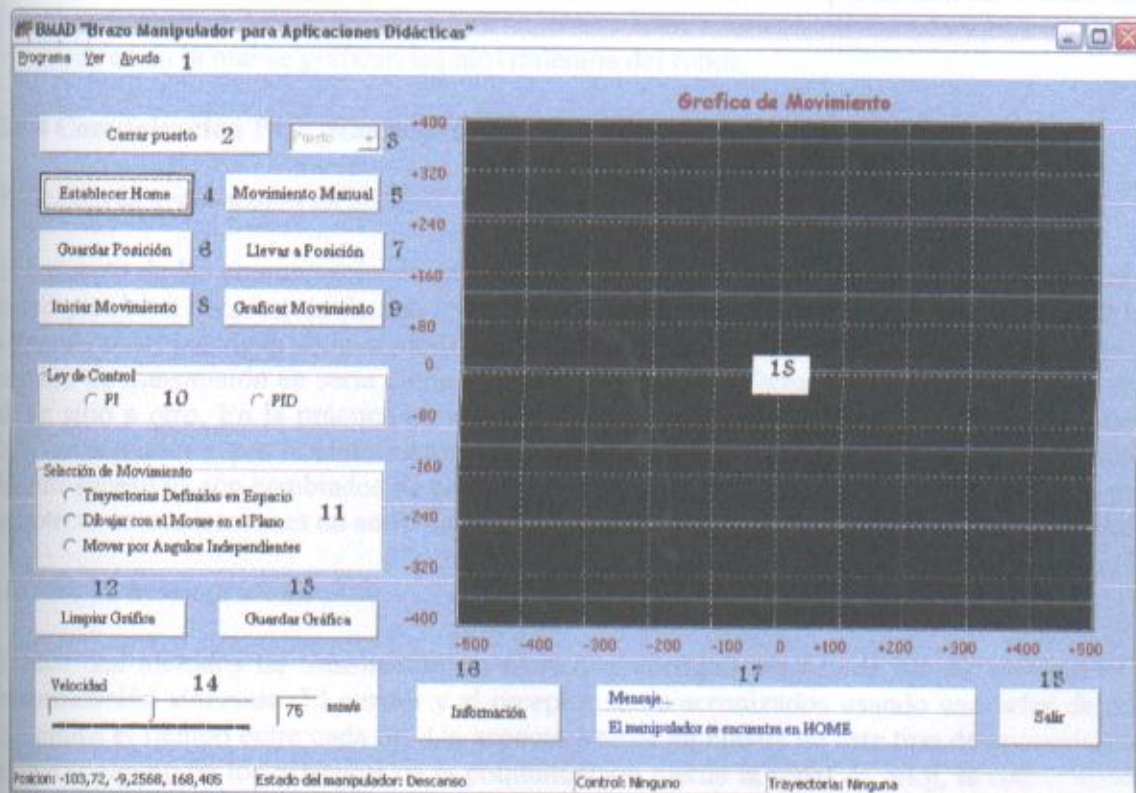 BMAD "Brazo Manipulador para Aplicaciones Didácticas"
Programa Ver Ayuda 1
Grafica de Movimiento
Cerrar puerto 2 Puerto 3
Establecer Home 4 Movimiento Manual 5
Guardar Posición 6 Llevar a Posición 7
Iniciar Movimiento 8 Graficar Movimiento 9
Ley de Control
PI 10 PID
Selección de Movimiento
Trayectorias Definidas en Espacio
Dibujar con el Mouse en el Plano 11
Mover por Angulos Independientes
12 13
Limpiar Gráfica Guardar Gráfica
Velocidad 14
75 mm/s
+400
+320
+240
+160
+80
0
-80
-160
-240
-320
-400
15
-500 -400 -300 -200 -100 0 +100 +200 +300 +400 +500
16 17 18
Información
Mensaje...
El manipulador se encuentra en HOME
Salir
Posicion: -103,72, -9,2568, 168,405 Estado del manipulador: Descanso Control: Ninguno Trayectoria: Ninguna